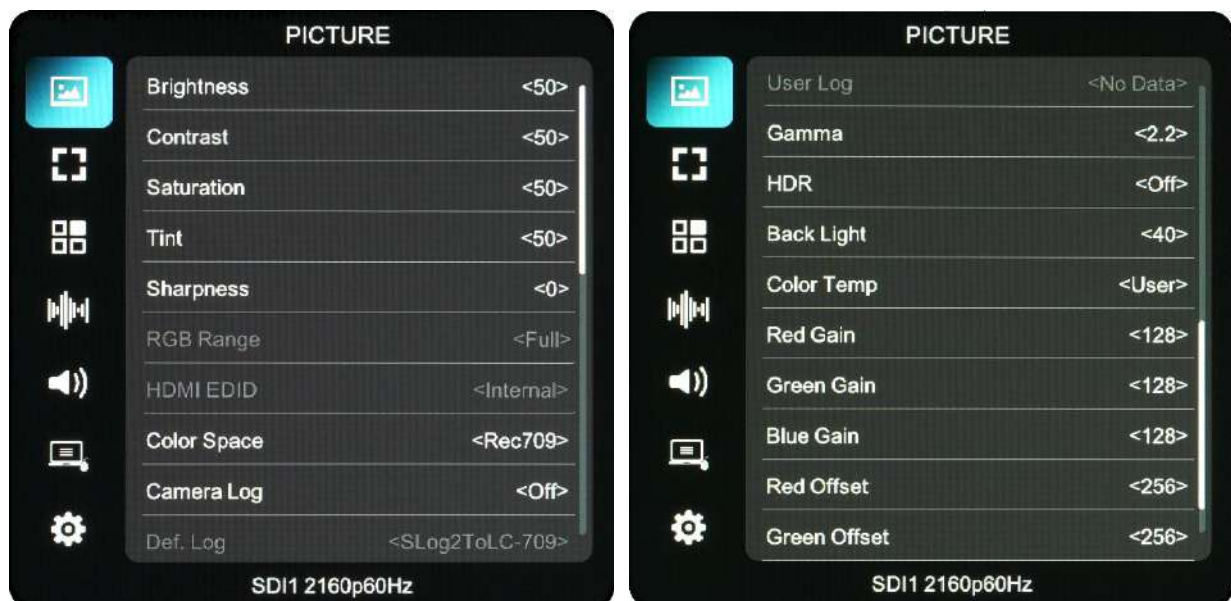 PICTURE
Brightness <50>
Contrast <50>
Saturation <50>
Tint <50>
Sharpness <0>
RGB Range <Full>
HDMI EDID <Internal>
Color Space <Rec709>
Camera Log <Off>
Def. Log <SLog2ToLC-709>
SDI1 2160p60Hz
PICTURE
User Log <No Data>
Gamma <2.2>
HDR <Off>
Back Light <40>
Color Temp <User>
Red Gain <128>
Green Gain <128>
Blue Gain <128>
Red Offset <256>
Green Offset <256>
SDI1 2160p60Hz